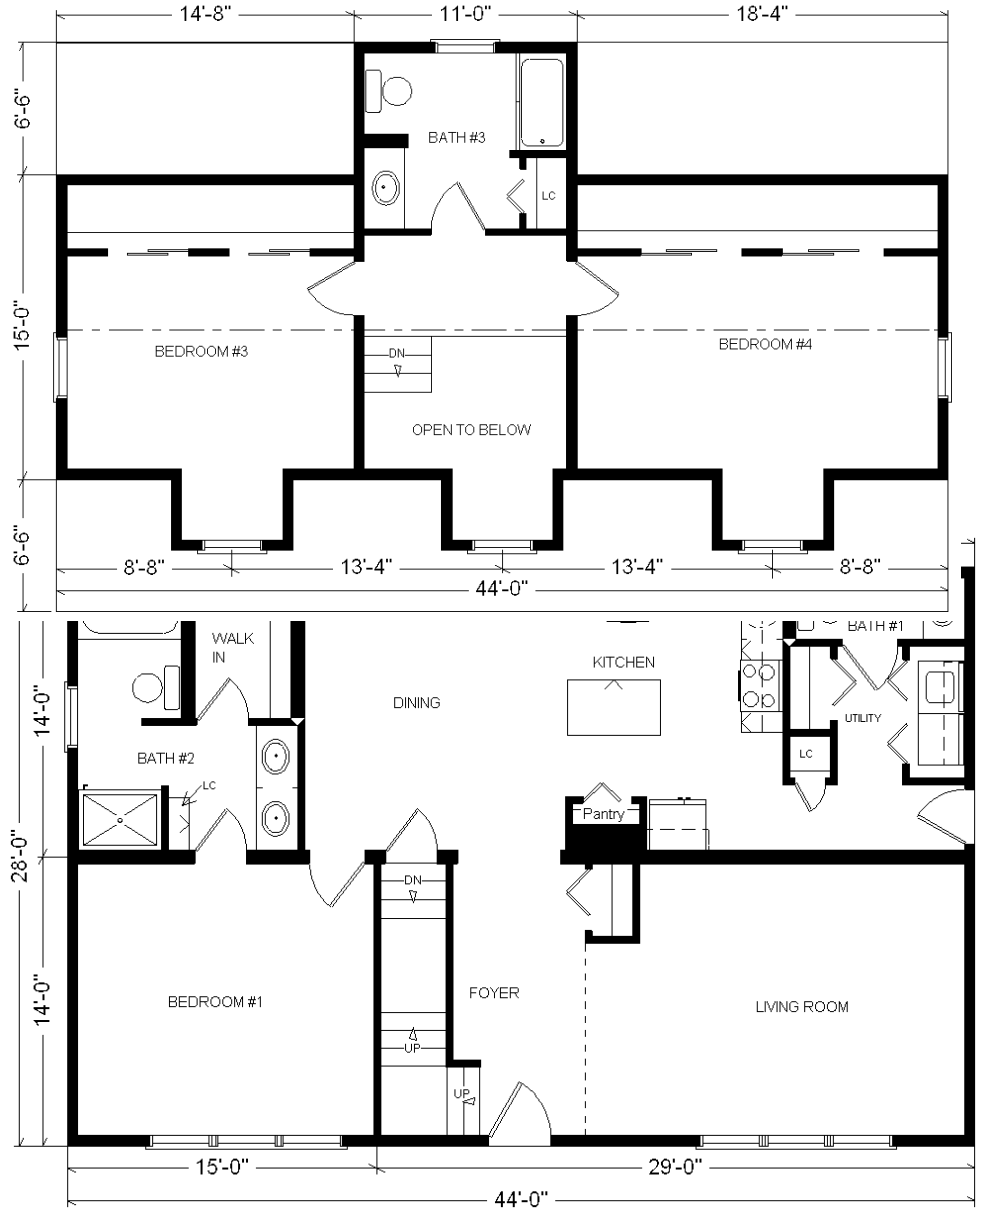 14'-8"
11'-0"
18'-4"
6'-6"
BATH #3
LC
15'-0"
BEDROOM #3
DN
BEDROOM #4
OPEN TO BELOW
6'-6"
8'-8"
13'-4"
13'-4"
8'-8"
44'-0"
WALK
IN
BATH #1
KITCHEN
14'-0"
DINING
UTILITY
BATH #2
LC
LC
Pantry
28'-0"
DN
14'-0"
BEDROOM #1
FOYER
LIVING ROOM
UP
UP
15'-0"
29'-0"
44'-0"